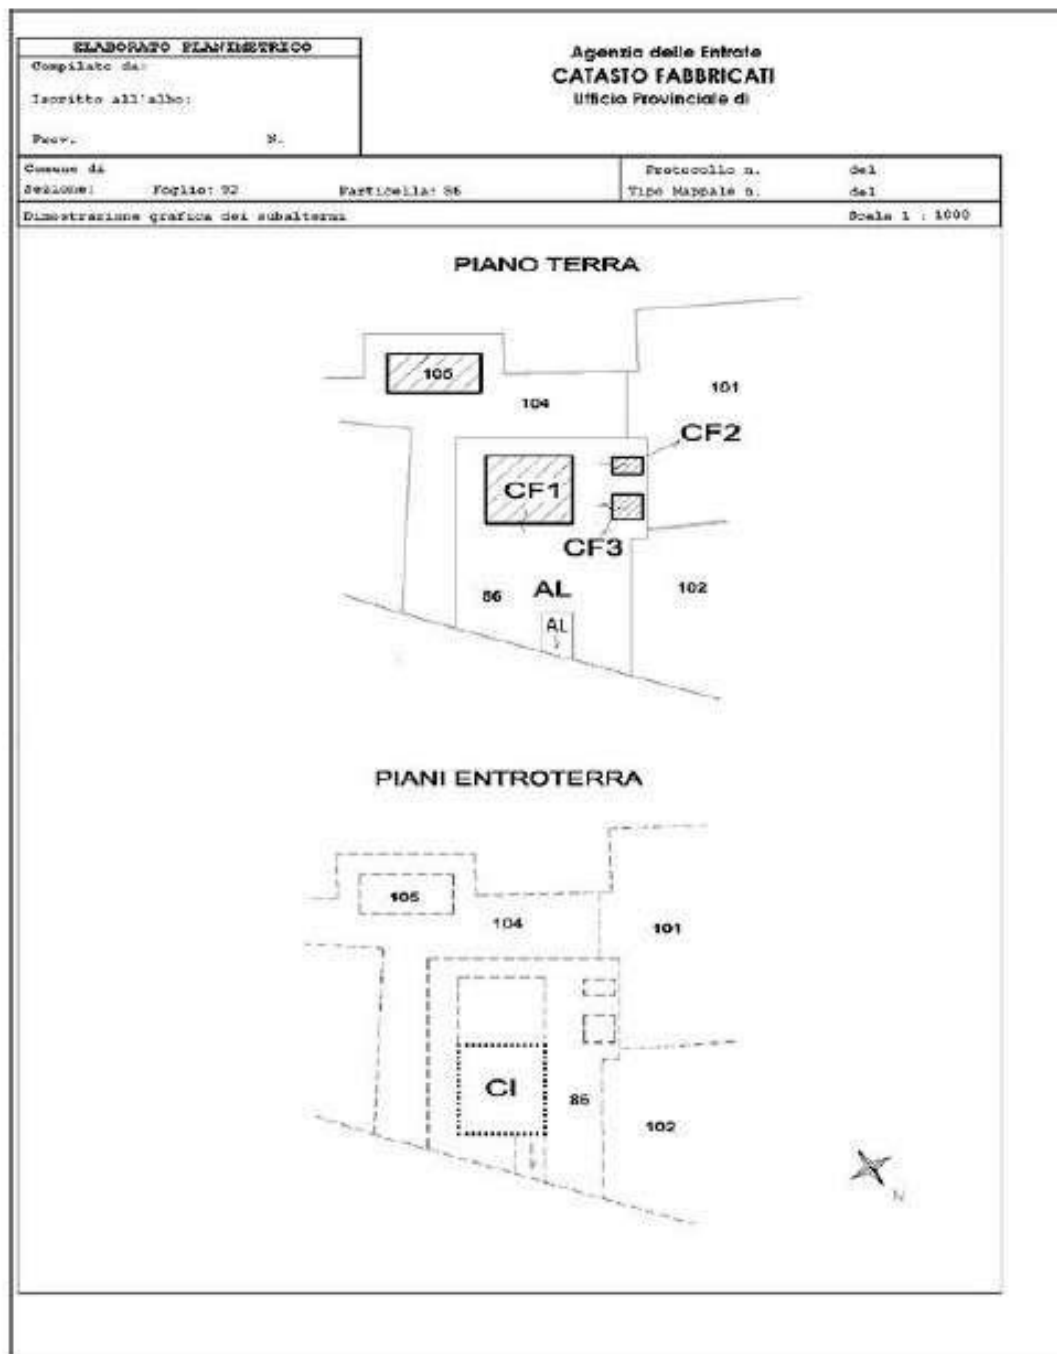 ELABORATO PLANIMETRICO
Compilato da:
Iscritto all'albo:
Prov. N.
Agenzia delle Entrate
CATASTO FABBRICATI
Ufficio Provinciale di
Comune di
Sezione: Foglio: 92 Particella: 86
Protocollo n. del
Tipo Mappale n. del
Dimostrazione grafica dei subalterni Scala 1 : 1000
PIANO TERRA
105
104
101
CF2
CF1
CF3
86
AL
102
AL
PIANI ENTROTERRA
105
104
101
CI
86
102
N